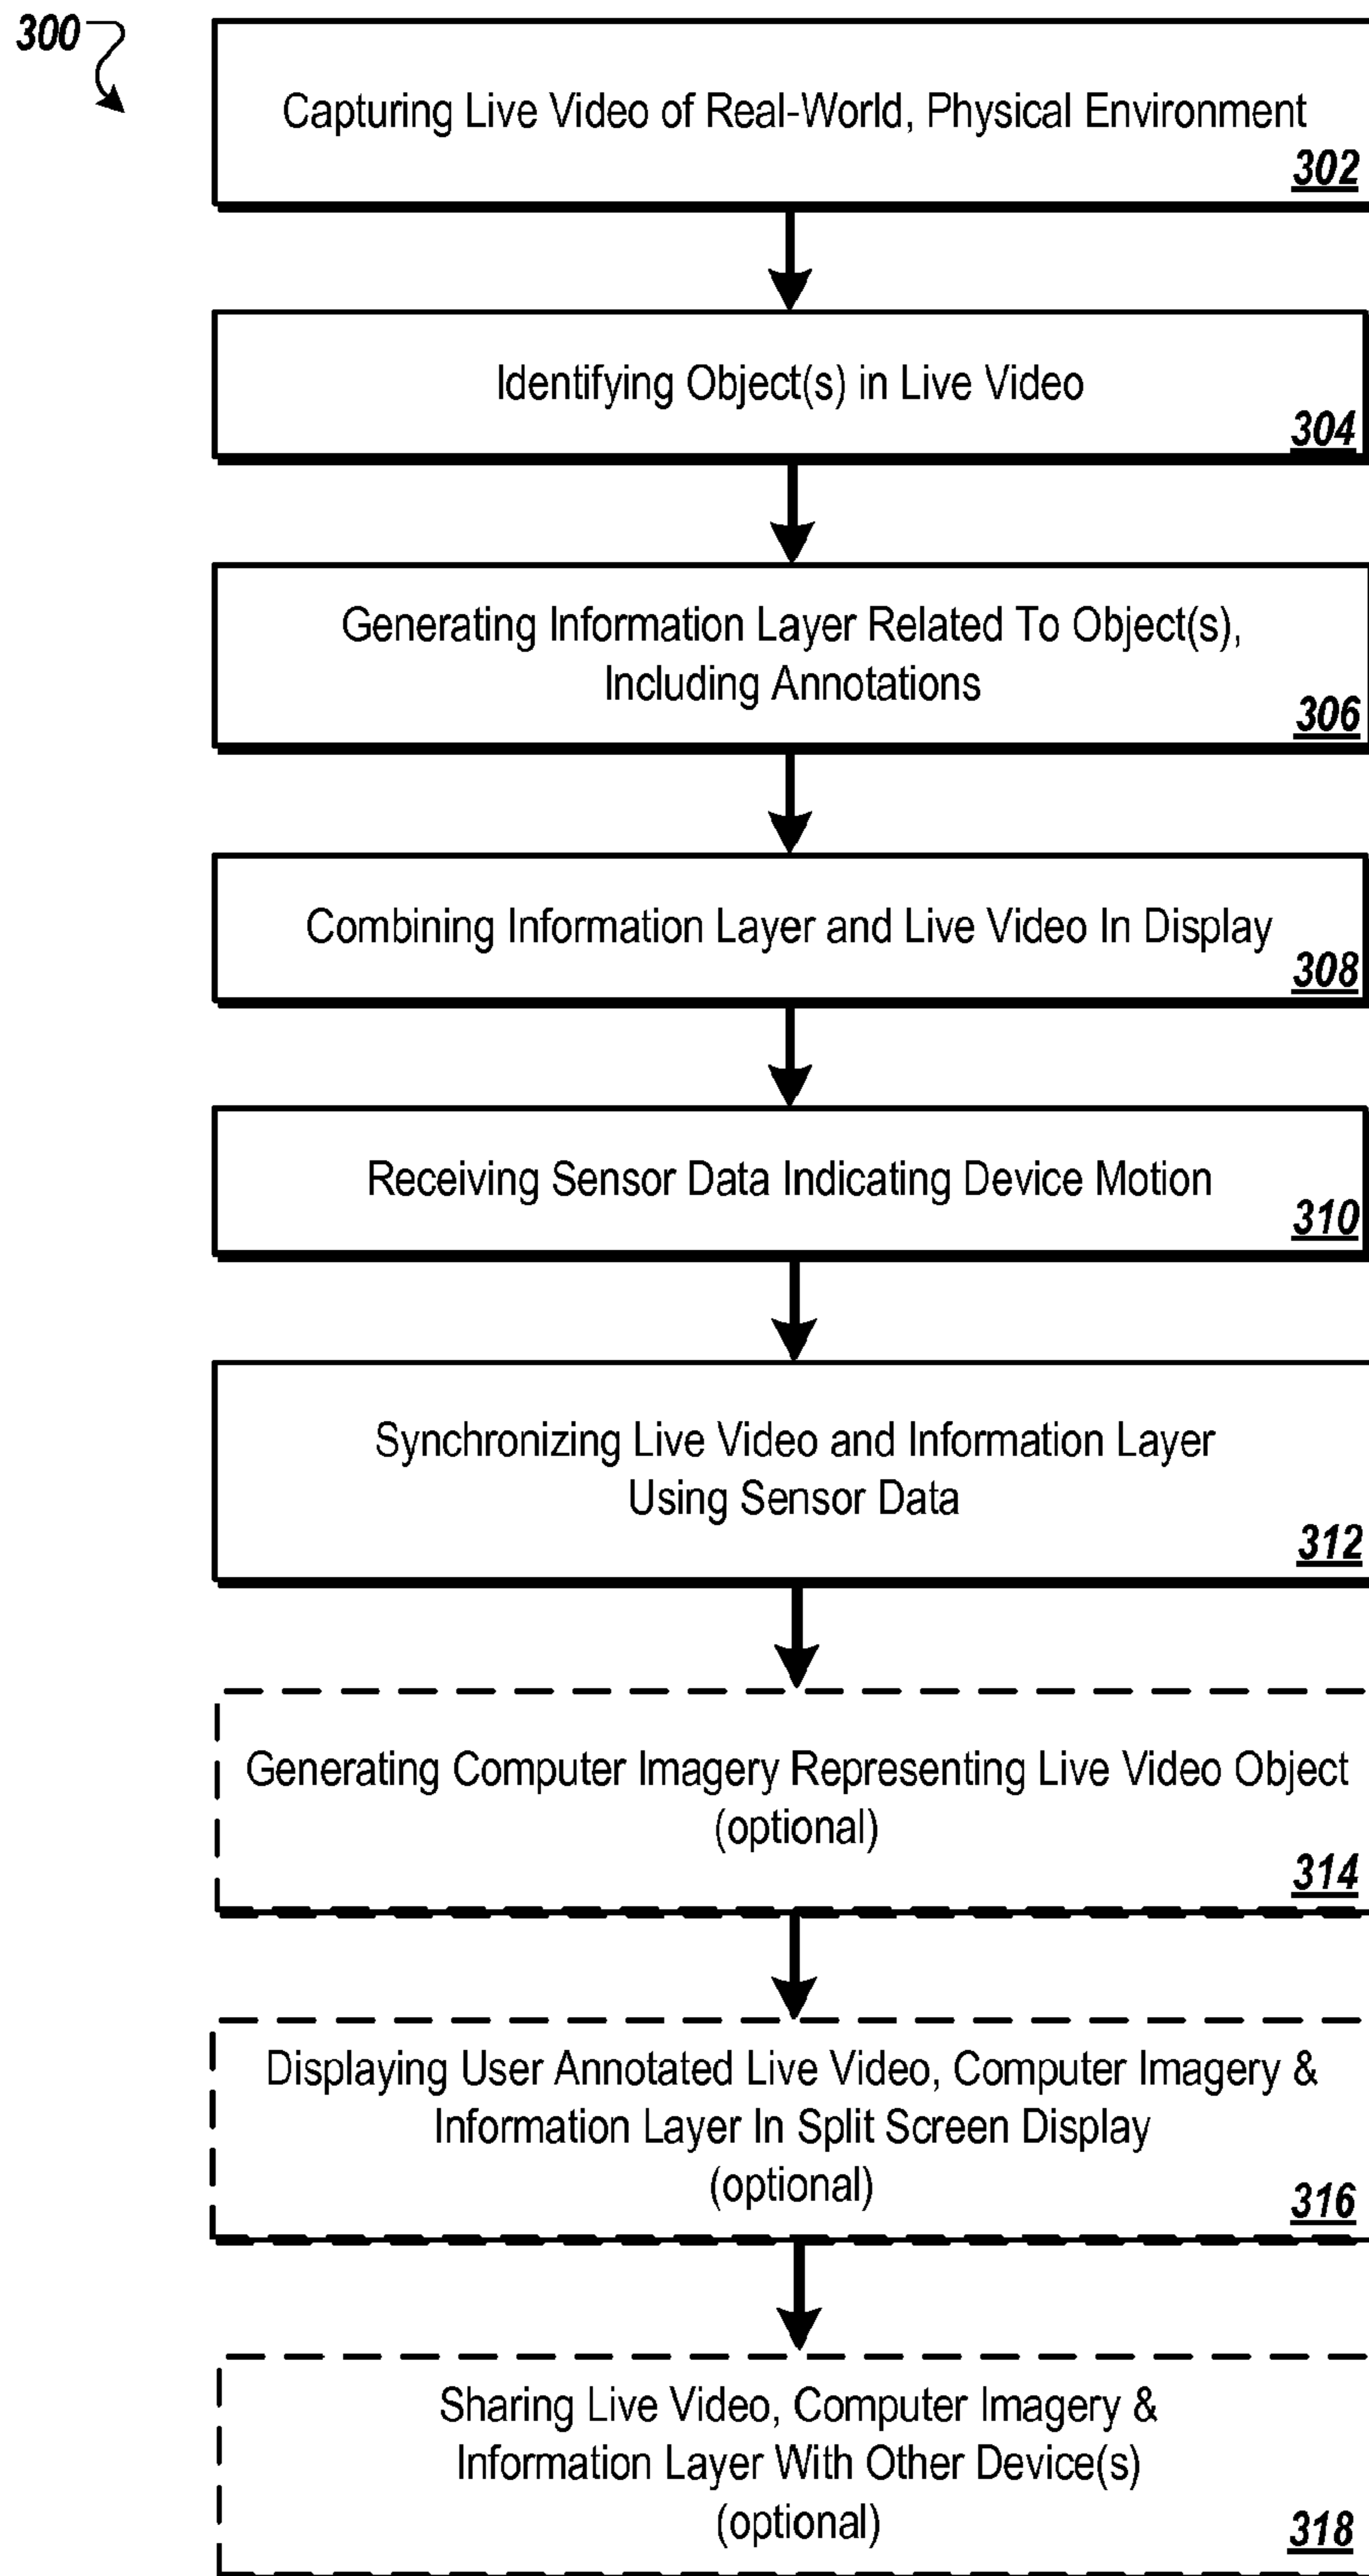 300
Capturing Live Video of Real-World, Physical Environment
302
Identifying Object(s) in Live Video
304
Generating Information Layer Related To Object(s),
Including Annotations
306
Combining Information Layer and Live Video In Display
308
Receiving Sensor Data Indicating Device Motion
310
Synchronizing Live Video and Information Layer
Using Sensor Data
312
Generating Computer Imagery Representing Live Video Object
(optional)
314
Displaying User Annotated Live Video, Computer Imagery &
Information Layer In Split Screen Display
(optional)
316
Sharing Live Video, Computer Imagery &
Information Layer With Other Device(s)
(optional)
318